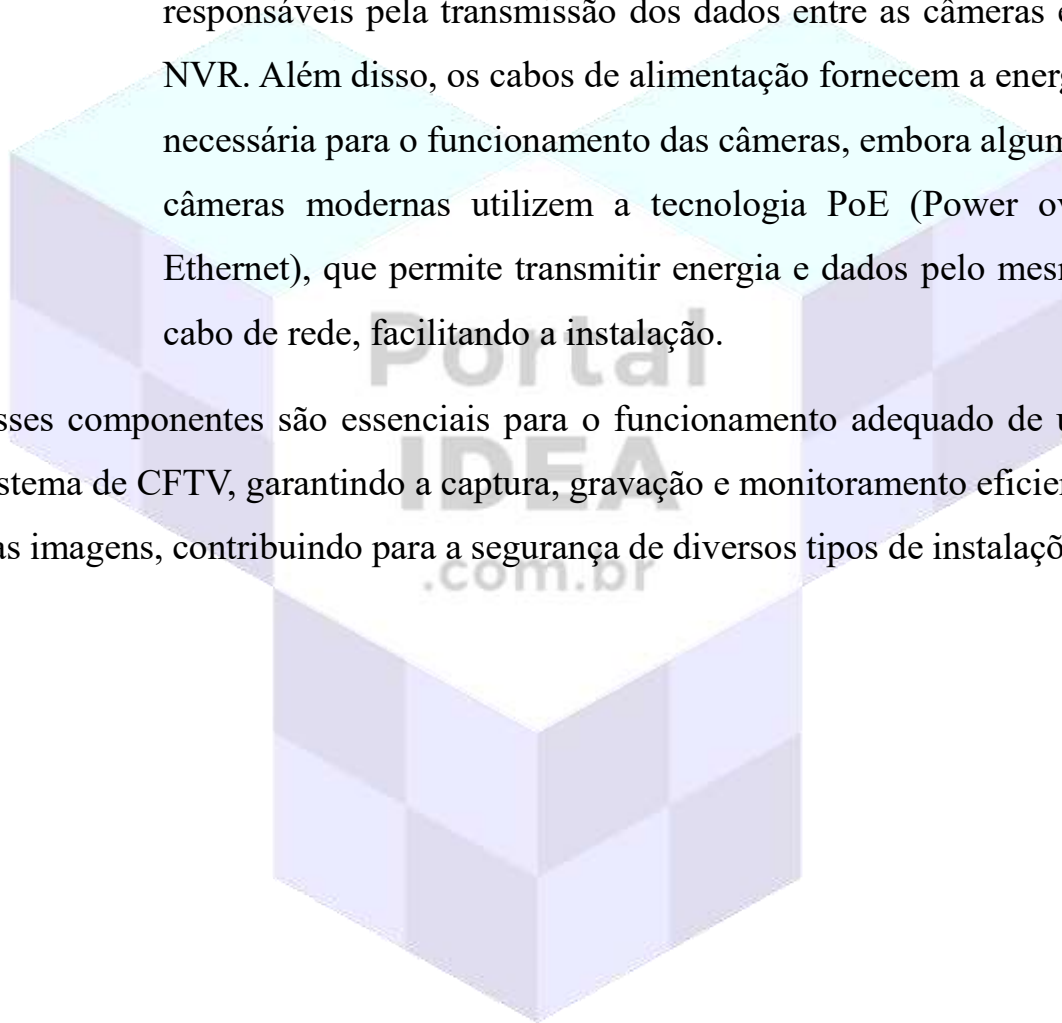 responsáveis pela transmissão dos dados entre as câmeras e
NVR. Além disso, os cabos de alimentação fornecem a energ
necessária para o funcionamento das câmeras, embora algum
câmeras modernas utilizem a tecnologia PoE (Power ov
Ethernet), que permite transmitir energia e dados pelo mesm
cabo de rede, facilitando a instalação.
Portal
sses componentes são essenciais para o funcionamento adequado de u
IDEA
stema de CFTV, garantindo a captura, gravação e monitoramento eficien
as imagens, contribuindo para a segurança de diversos tipos de instalaçõ
.com.br